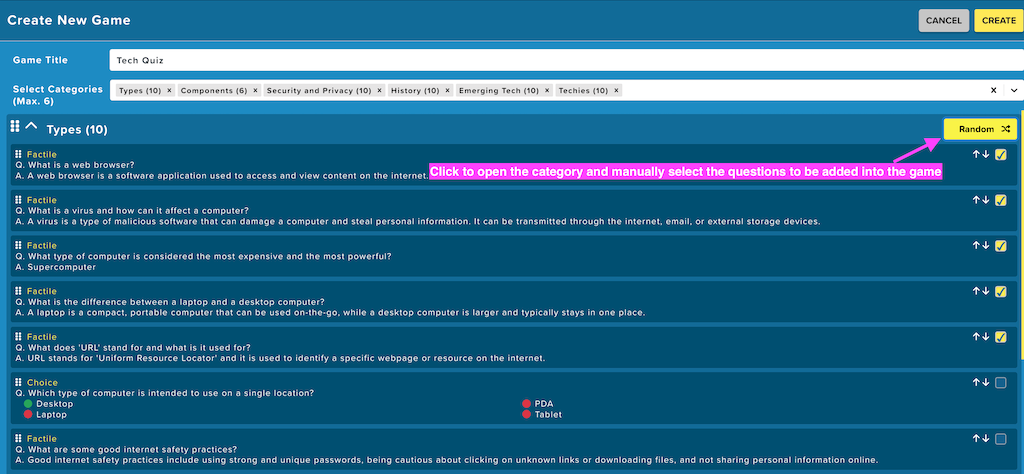 Create New Game
CANCEL
CREATE
Game Title
Tech Quiz
Select Categories
(Max. 6)
Types (10) × Components (6) × Security and Privacy (10) × History (10) × Emerging Tech (10) × Techies (10) ×
Types (10)
Random
Click to open the category and manually select the questions to be added into the game
Factile
Q. What is a web browser?
A. A web browser is a software application used to access and view content on the internet.
Factile
Q. What is a virus and how can it affect a computer?
A. A virus is a type of malicious software that can damage a computer and steal personal information. It can be transmitted through the internet, email, or external storage devices.
Factile
Q. What type of computer is considered the most expensive and the most powerful?
A. Supercomputer
Factile
Q. What is the difference between a laptop and a desktop computer?
A. A laptop is a compact, portable computer that can be used on-the-go, while a desktop computer is larger and typically stays in one place.
Factile
Q. What does 'URL' stand for and what is it used for?
A. URL stands for 'Uniform Resource Locator' and it is used to identify a specific webpage or resource on the internet.
Choice
Q. Which type of computer is intended to use on a single location?
Desktop
PDA
Laptop
Tablet
Factile
Q. What are some good internet safety practices?
A. Good internet safety practices include using strong and unique passwords, being cautious about clicking on unknown links or downloading files, and not sharing personal information online.